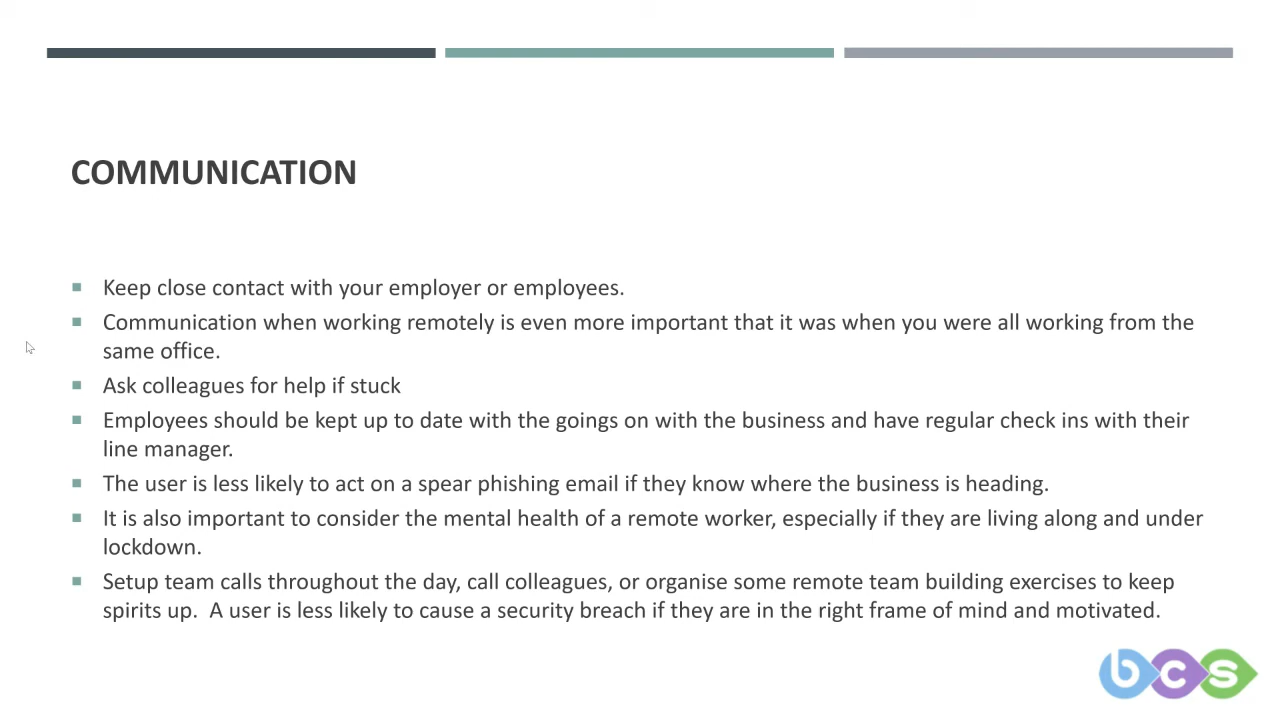 COMMUNICATION
Keep close contact with your employer or employees.
Communication when working remotely is even more important that it was when you were all working from the
same office.
Ask colleagues for help if stuck
Employees should be kept up to date with the goings on with the business and have regular check ins with their
line manager.
The user is less likely to act on a spear phishing email if they know where the business is heading.
It is also important to consider the mental health of a remote worker, especially if they are living along and under
lockdown.
Setup team calls throughout the day, call colleagues, or organise some remote team building exercises to keep
spirits up.  A user is less likely to cause a security breach if they are in the right frame of mind and motivated.
bcs